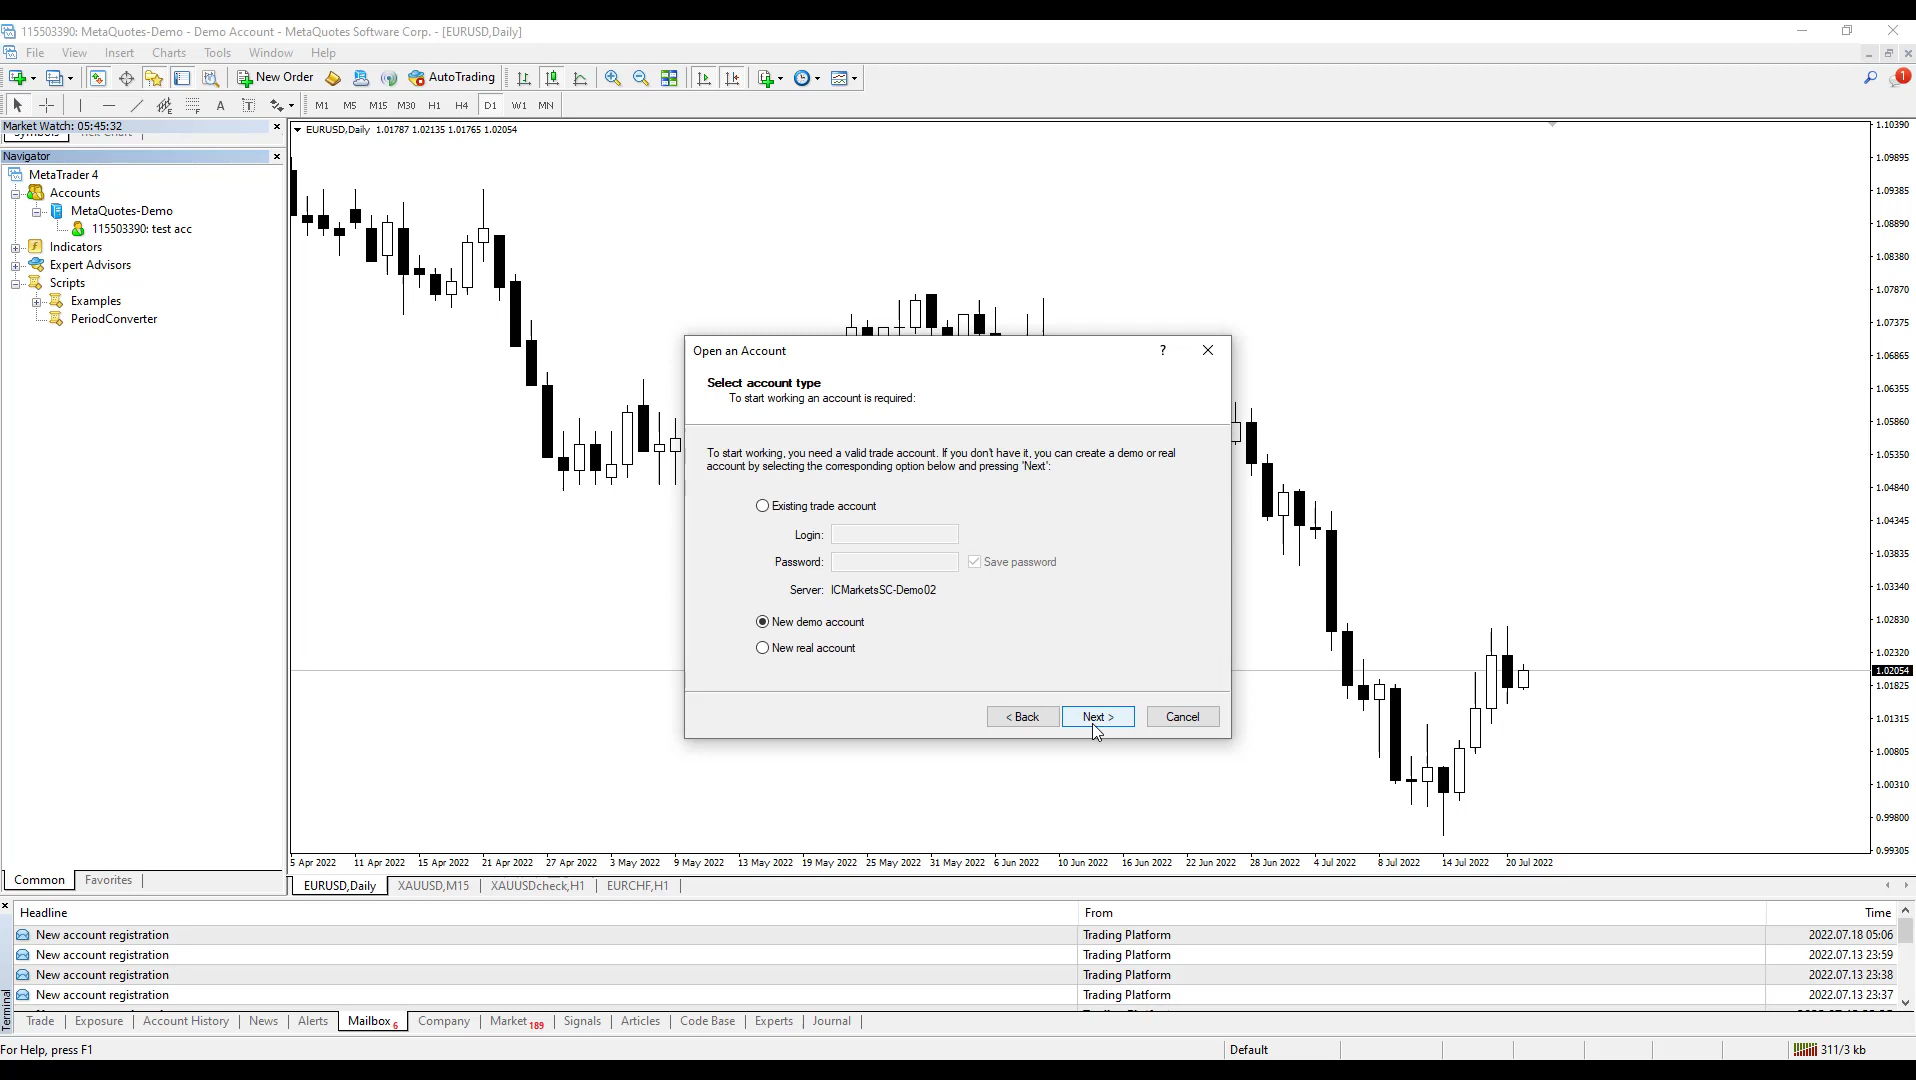 115503390: MetaQuotes-Demo - Demo Account - MetaQuotes Software Corp. - [EURUSD,Daily]
File View Insert Charts Tools Window Help
New Order AutoTrading 1
A T M1 M5 M15 M30 H1 H4 D1 W1 MN
Market Watch: 05:45:32
Navigator
MetaTrader 4
Accounts
MetaQuotes-Demo
115503390: test acc
Indicators
Expert Advisors
Scripts
Examples
PeriodConverter
Common Favorites
EURUSD,Daily 1.01787 1.02135 1.01765 1.02054
1.10390
1.09895
1.09385
1.08890
1.08380
1.07870
1.07375
1.06865
1.06355
1.05860
1.05350
1.04840
1.04345
1.03835
1.03340
1.02830
1.02320
1.02054
1.01825
1.01315
1.00805
1.00310
0.99800
0.99305
Open an Account ?
Select account type
To start working an account is required:
To start working, you need a valid trade account. If you don't have it, you can create a demo or real
account by selecting the corresponding option below and pressing 'Next':
Existing trade account
Login:
Password: Save password
Server: ICMarketsSC-Demo02
New demo account
New real account
< Back Next > Cancel
5 Apr 2022 11 Apr 2022 15 Apr 2022 21 Apr 2022 27 Apr 2022 3 May 2022 9 May 2022 13 May 2022 19 May 2022 25 May 2022 31 May 2022 6 Jun 2022 10 Jun 2022 16 Jun 2022 22 Jun 2022 28 Jun 2022 4 Jul 2022 8 Jul 2022 14 Jul 2022 20 Jul 2022
EURUSD,Daily XAUUSD,M15 XAUUSDcheck,H1 EURCHF,H1
Headline From Time
New account registration Trading Platform 2022.07.18 05:06
New account registration Trading Platform 2022.07.13 23:59
New account registration Trading Platform 2022.07.13 23:38
New account registration Trading Platform 2022.07.13 23:37
Terminal
Trade Exposure Account History News Alerts Mailbox 6 Company Market 189 Signals Articles Code Base Experts Journal
For Help, press F1 Default 311/3 kb